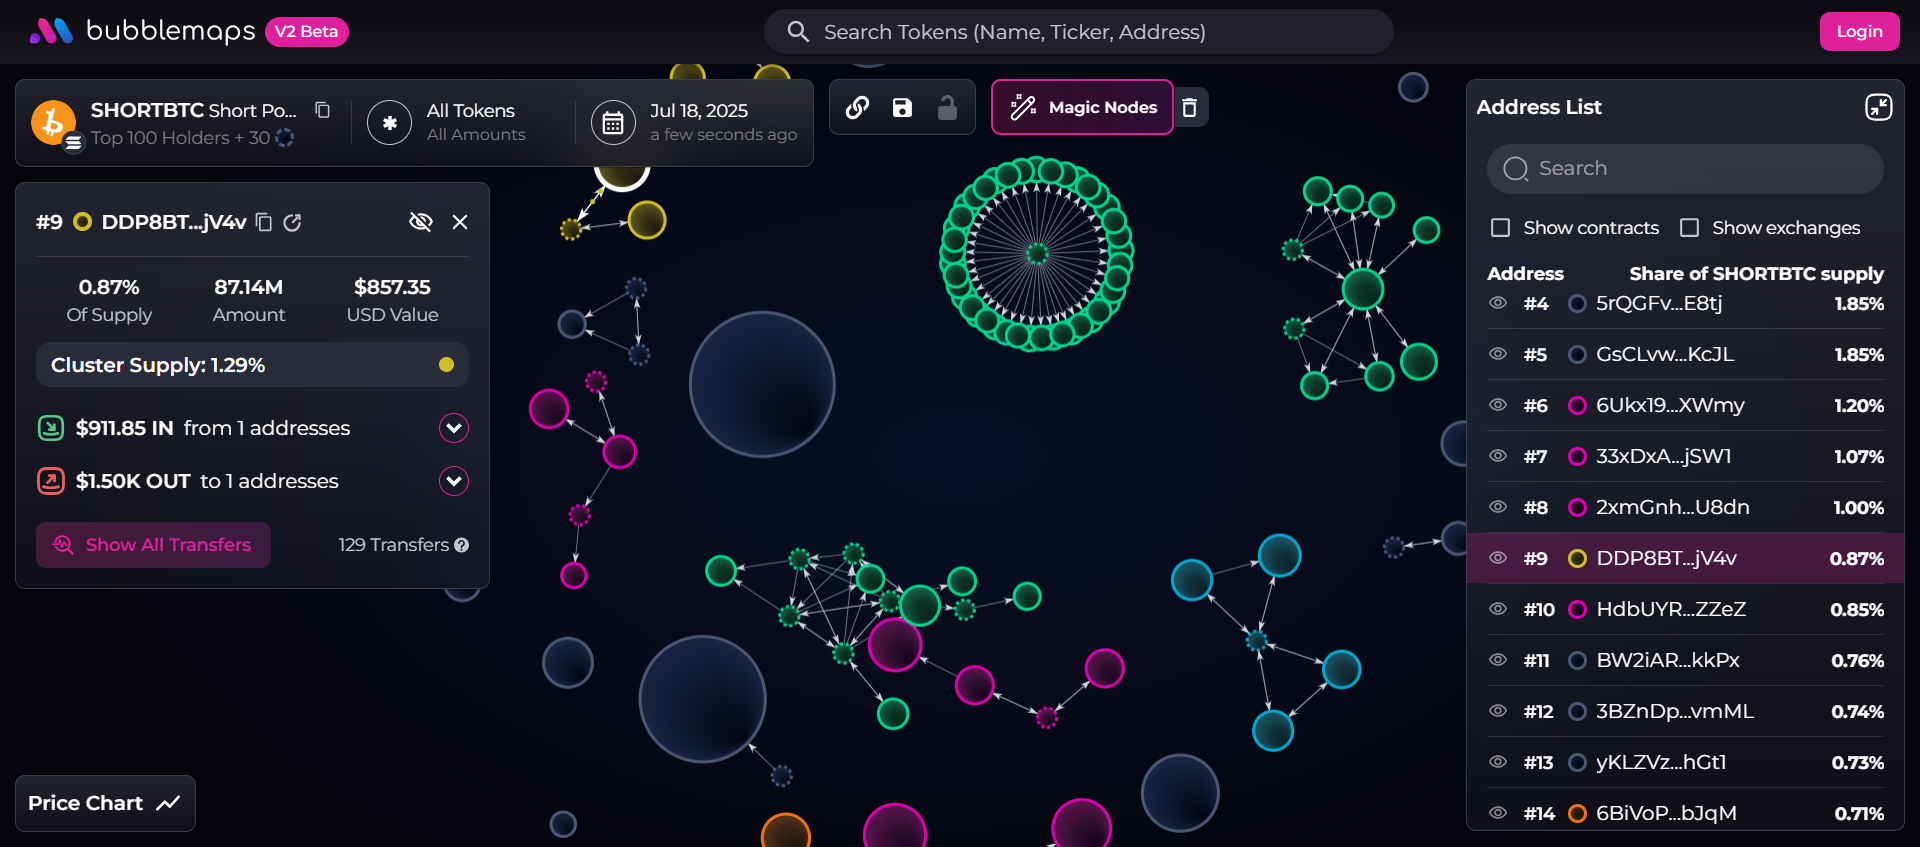 bubblemaps V2 Beta
Search Tokens (Name, Ticker, Address)
Login
SHORTBTC Short Po...
Top 100 Holders + 30
All Tokens
All Amounts
Jul 18, 2025
a few seconds ago
Magic Nodes
#9 DDP8BT...jV4v
0.87% 87.14M $857.35
Of Supply Amount USD Value
Cluster Supply: 1.29%
$911.85 IN from 1 addresses
$1.50K OUT to 1 addresses
Show All Transfers 129 Transfers
Price Chart
Address List
Search
Show contracts Show exchanges
Address Share of SHORTBTC supply
#4 5rQGFv...E8tj 1.85%
#5 GsCLvw...KcJL 1.85%
#6 6Ukx19...XWmy 1.20%
#7 33xDxA...jSW1 1.07%
#8 2xmGnh...U8dn 1.00%
#9 DDP8BT...jV4v 0.87%
#10 HdbUYR...ZZeZ 0.85%
#11 BW2iAR...kkPx 0.76%
#12 3BZnDp...vmML 0.74%
#13 yKLZVz...hGt1 0.73%
#14 6BiVoP...bJqM 0.71%